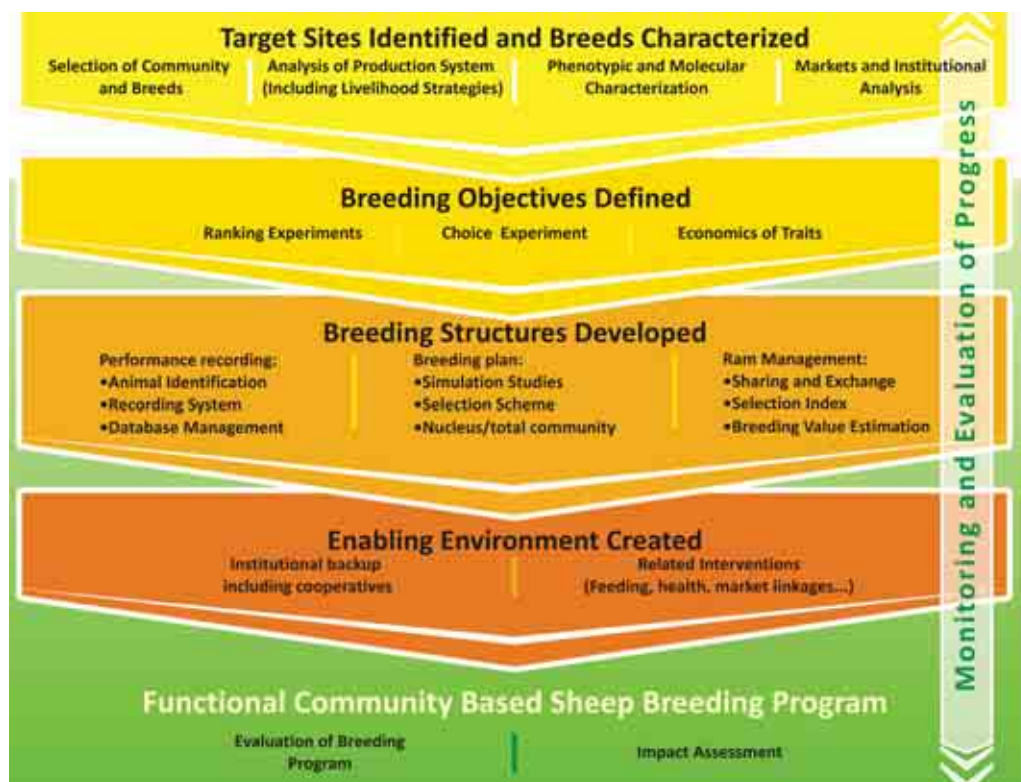 Target Sites Identified and Breeds Characterized
Selection of Community
and Breeds
Analysis of Production System
(Including Livelihood Strategies)
Phenotypic and Molecular
Characterization
Markets and Institutional
Analysis
Breeding Objectives Defined
Ranking Experiments
Choice Experiment
Economics of Traits
Breeding Structures Developed
Performance recording:
•Animal Identification
•Recording System
•Database Management
Breeding plan:
•Simulation Studies
•Selection Scheme
•Nucleus/total community
Ram Management:
•Sharing and Exchange
•Selection Index
•Breeding Value Estimation
Enabling Environment Created
Institutional backup
including cooperatives
Related Interventions
(Feeding, health, market linkages...)
Functional Community Based Sheep Breeding Program
Evaluation of Breeding
Program
Impact Assessment
Monitoring and Evaluation of Progress